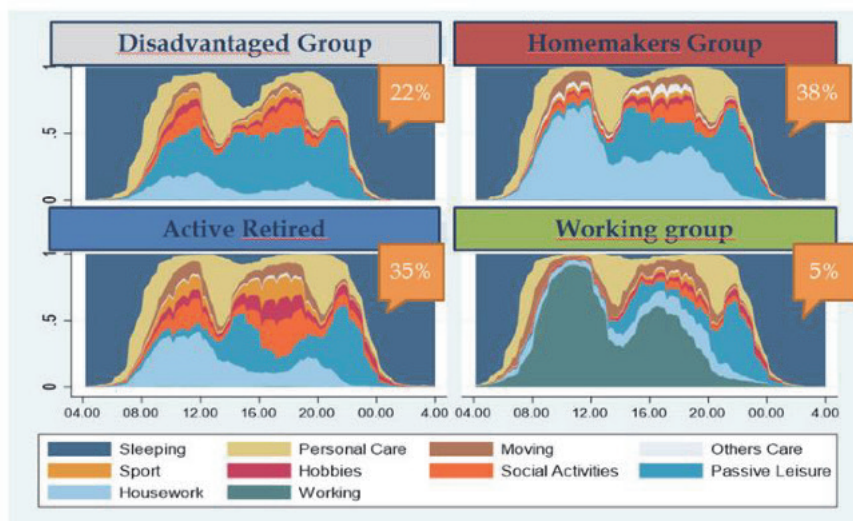 Disadvantaged Group
Homemakers Group
22%
38%
1
.5
0
Active Retired
Working group
35%
5%
1
.5
0
04.00 08.00 12.00 16.00 20.00 00.00 4.00
04.00 08.00 12.00 16.00 20.00 00.00 4.00
Sleeping Personal Care Moving Others Care
Sport Hobbies Social Activities Passive Leisure
Housework Working